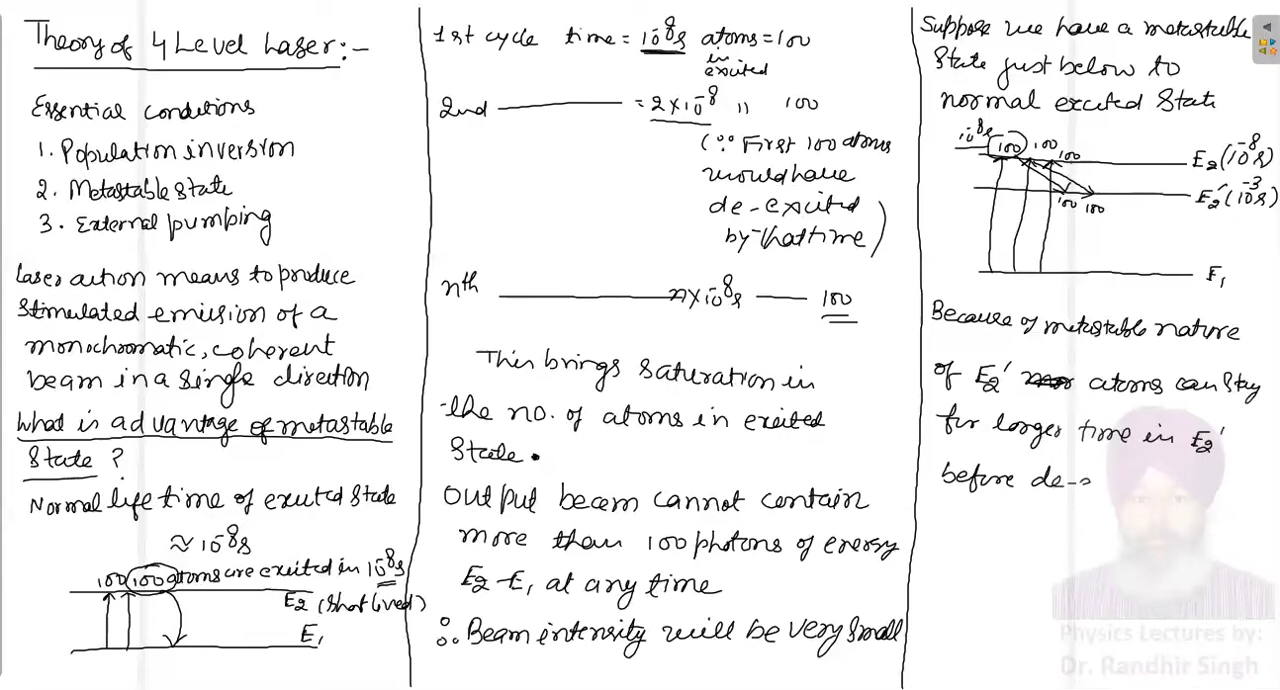 Theory of 4 Level Laser:-
Essential conditions
1. Population inversion
2. Metastable state
3. External pumping
Laser action means to produce
stimulated emission of a
monochromatic, coherent
beam in a single direction
What is advantage of metastable
state ?
Normal life time of excited state
≈ 10⁻⁸s
100 100 atoms are excited in 10⁻⁸s
E₂ (short lived)
E₁
1st cycle time = 10⁻⁸s atoms = 100
in
excited
2nd ——— = 2×10⁻⁸ " 100
(∵ First 100 atoms
would have
de-excited
by that time)
nth ——— n×10⁻⁸s —— 100
This brings saturation in
the no. of atoms in excited
state.
Output beam cannot contain
more than 100 photons of energy
E₂-E₁ at any time
∴ Beam intensity will be very small
Suppose we have a metastable
state just below to
normal excited state
10⁻⁸s 100 100 100
E₂ (10⁻⁸s)
E₂′ (10⁻³s)
100 100
E₁
Because of metastable nature
of E₂′ atoms can stay
for longer time in E₂′
before de-
Physics Lectures by:
Dr. Randhir Singh